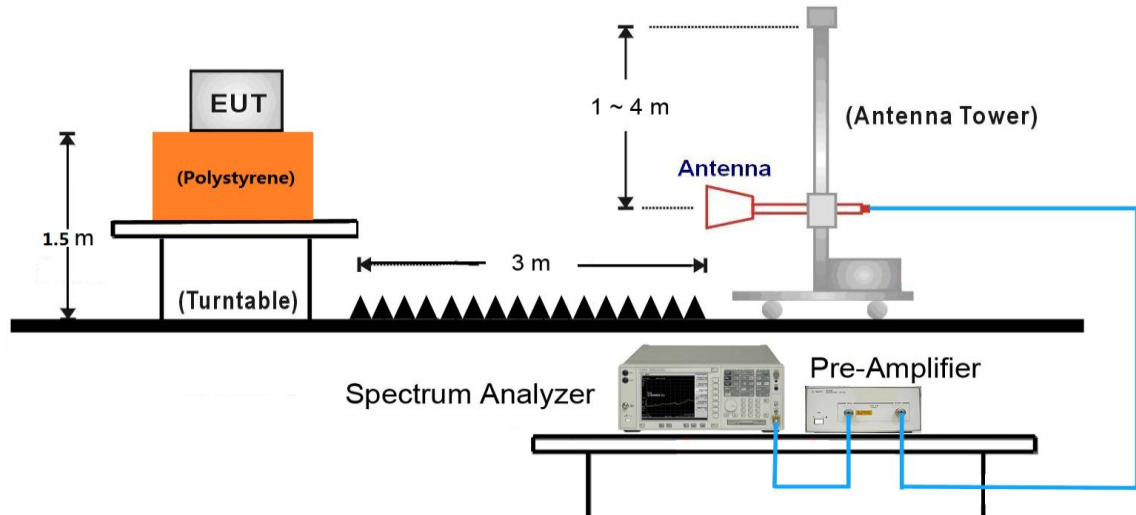 EUT
(Polystyrene)
1.5 m
(Turntable)
3 m
1 ~ 4 m
Antenna
(Antenna Tower)
Spectrum Analyzer
Pre-Amplifier